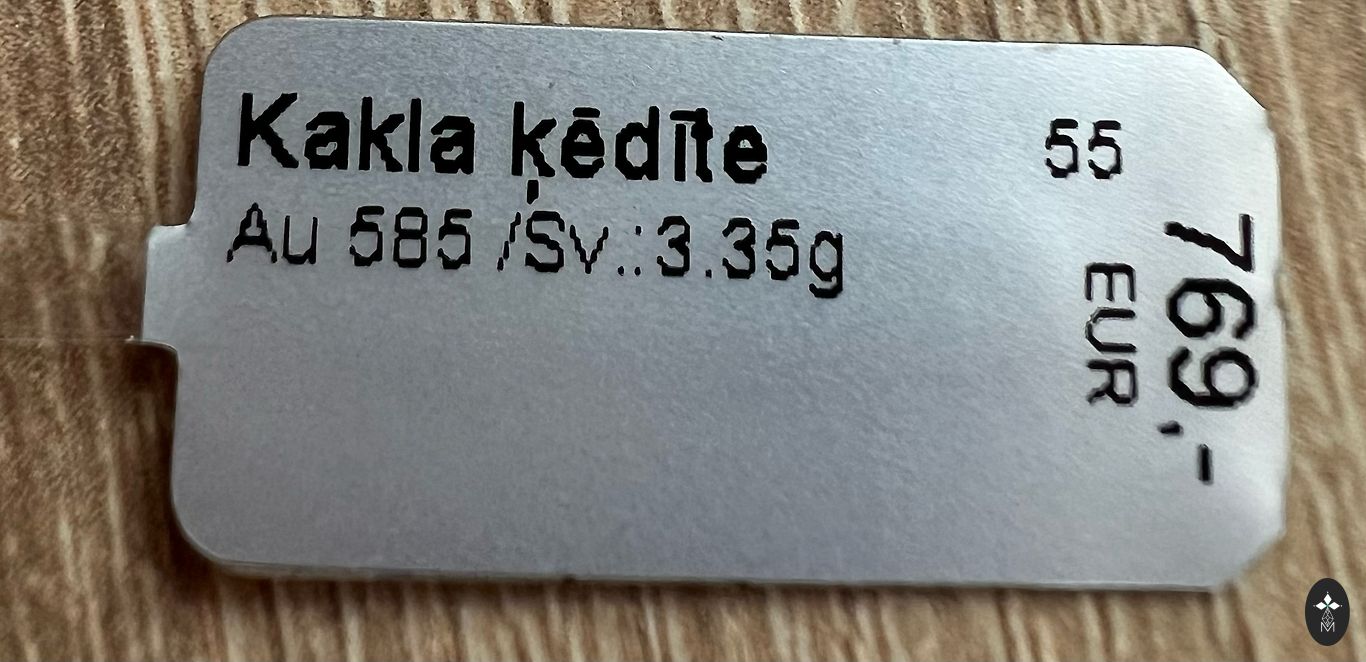 Kakla ķēdīte 55
Au 585 /Sv.:3.35g
769,-
EUR
M